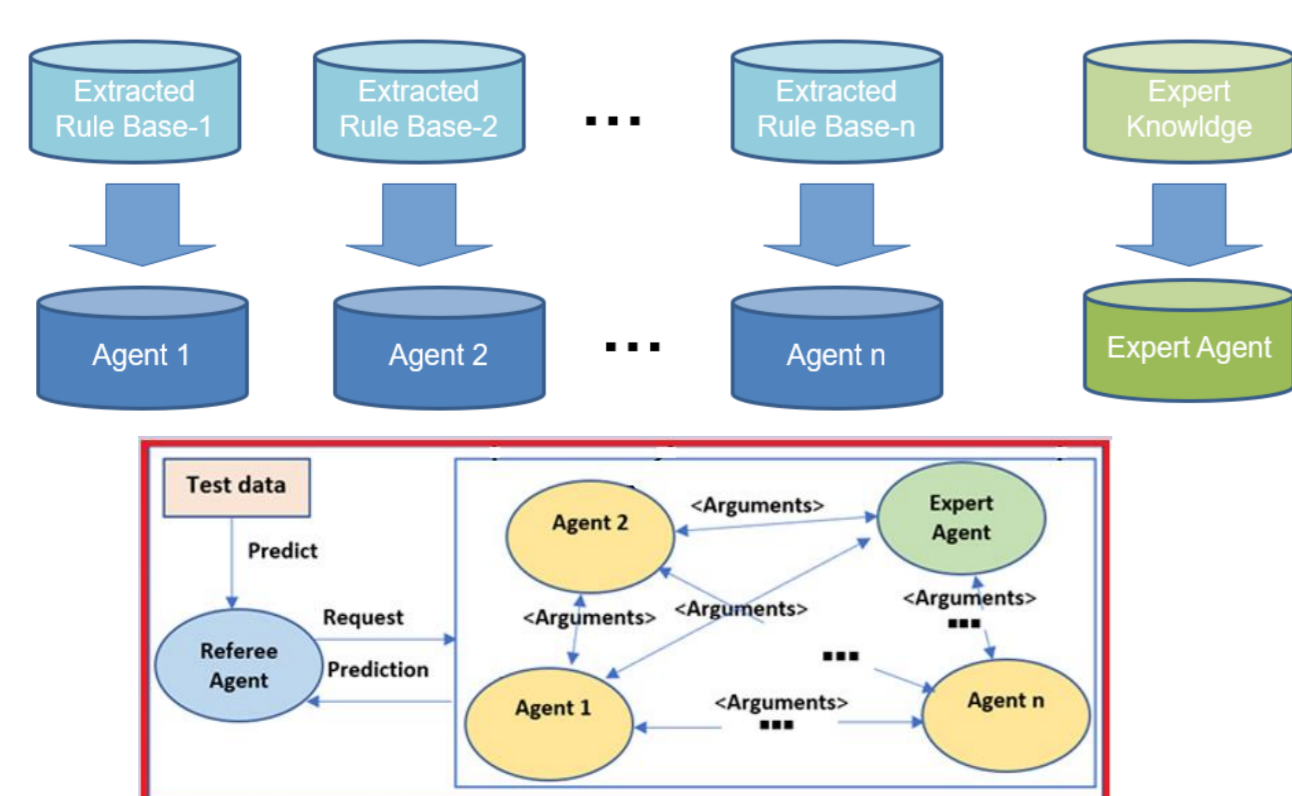 Extracted
Rule Base-1
Extracted
Rule Base-2
...
Extracted
Rule Base-n
Expert
Knowldge
Agent 1
Agent 2
...
Agent n
Expert Agent
Test data
Predict
Referee
Agent
Request
Prediction
Agent 2
<Arguments>
Expert
Agent
<Arguments>
<Arguments>
<Arguments>
...
...
Agent 1
<Arguments>
...
Agent n